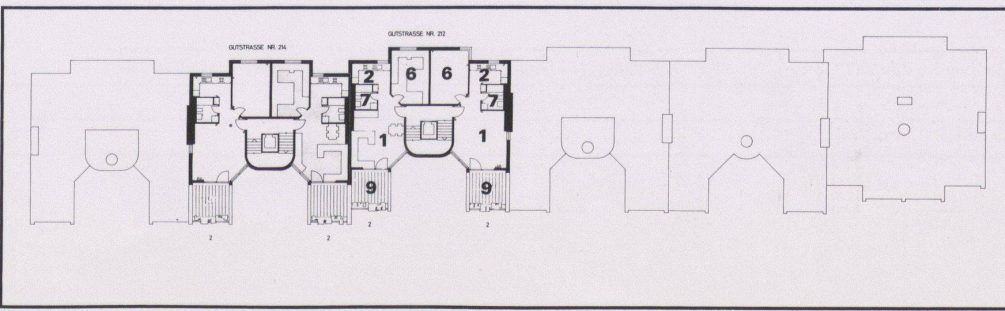 GUTSTRASSE NR. 212
GUTSTRASSE NR. 214
2 6 6 2
7 7
1 1
9 9
2 2 2 2